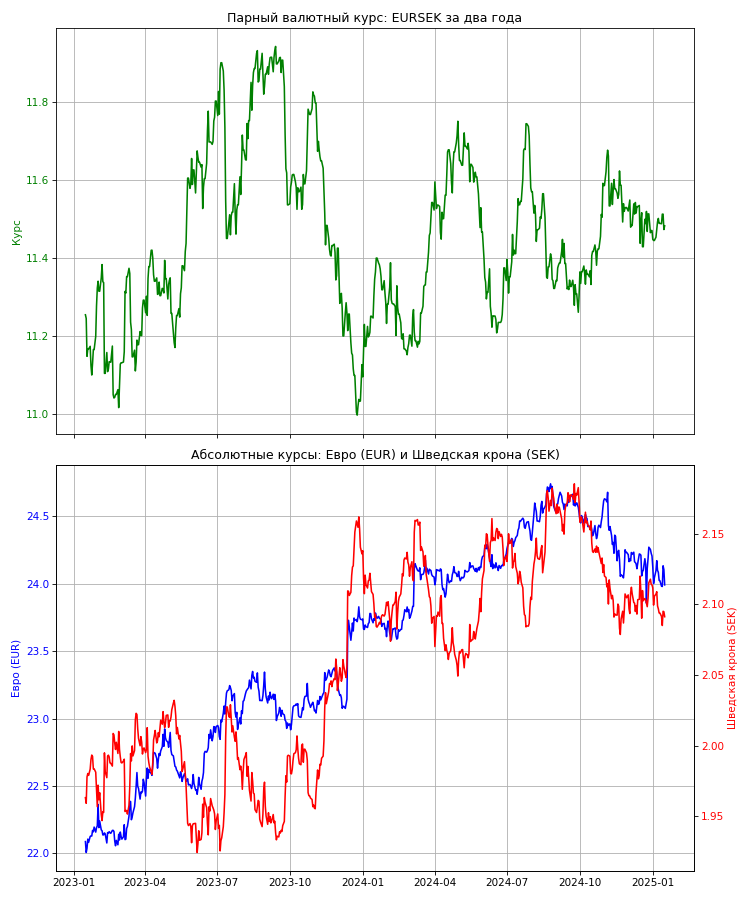 Парный валютный курс: EURSEK за два года
11.8
11.6
11.4
11.2
11.0
Курс
Абсолютные курсы: Евро (EUR) и Шведская крона (SEK)
24.5
24.0
23.5
23.0
22.5
22.0
Евро (EUR)
2.15
2.10
2.05
2.00
1.95
Шведская крона (SEK)
2023-01 2023-04 2023-07 2023-10 2024-01 2024-04 2024-07 2024-10 2025-01